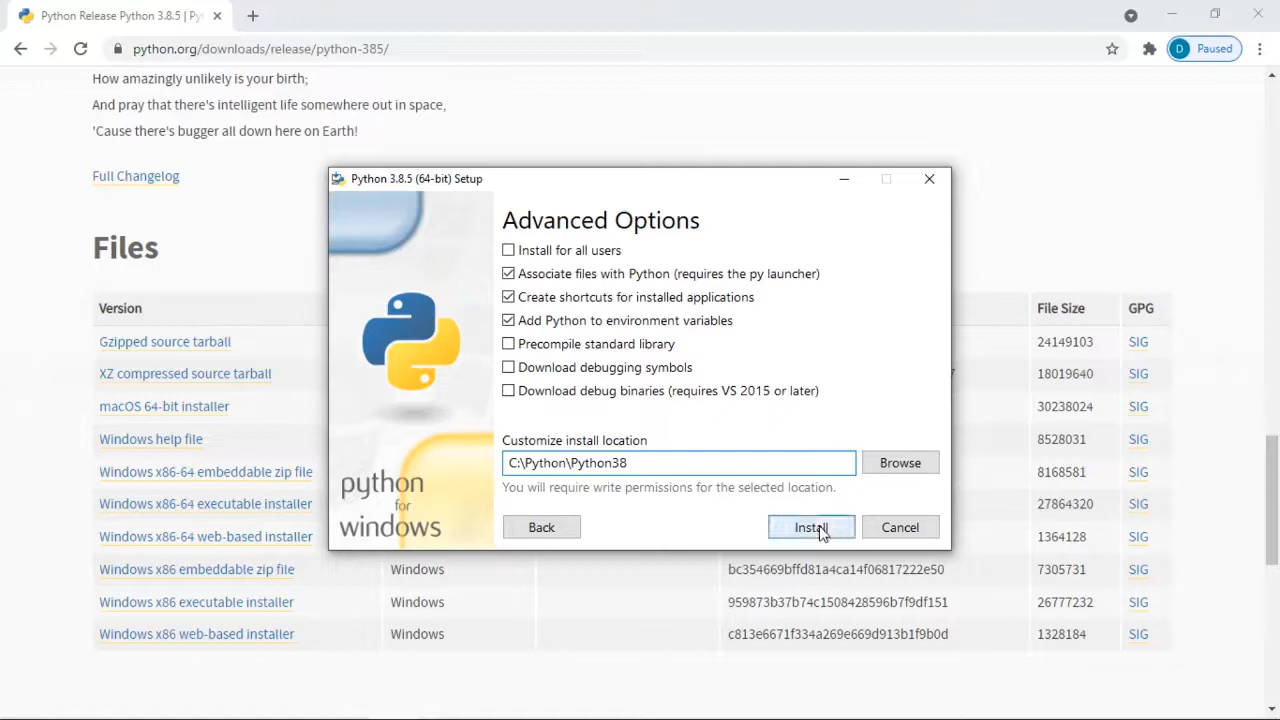 Python Release Python 3.8.5 | Py
python.org/downloads/release/python-385/
D Paused
How amazingly unlikely is your birth;
And pray that there's intelligent life somewhere out in space,
'Cause there's bugger all down here on Earth!
Full Changelog
Files
Version File Size GPG
Gzipped source tarball 24149103 SIG
XZ compressed source tarball 7 18019640 SIG
macOS 64-bit installer 30238024 SIG
Windows help file 8528031 SIG
Windows x86-64 embeddable zip file 8168581 SIG
Windows x86-64 executable installer 27864320 SIG
Windows x86-64 web-based installer 1364128 SIG
Windows x86 embeddable zip file Windows bc354669bffd81a4ca14f06817222e50 7305731 SIG
Windows x86 executable installer Windows 959873b37b74c1508428596b7f9df151 26777232 SIG
Windows x86 web-based installer Windows c813e6671f334a269e669d913b1f9b0d 1328184 SIG
Python 3.8.5 (64-bit) Setup
Advanced Options
Install for all users
Associate files with Python (requires the py launcher)
Create shortcuts for installed applications
Add Python to environment variables
Precompile standard library
Download debugging symbols
Download debug binaries (requires VS 2015 or later)
Customize install location
C:\Python\Python38
Browse
You will require write permissions for the selected location.
Back
Install
Cancel
python
for
windows